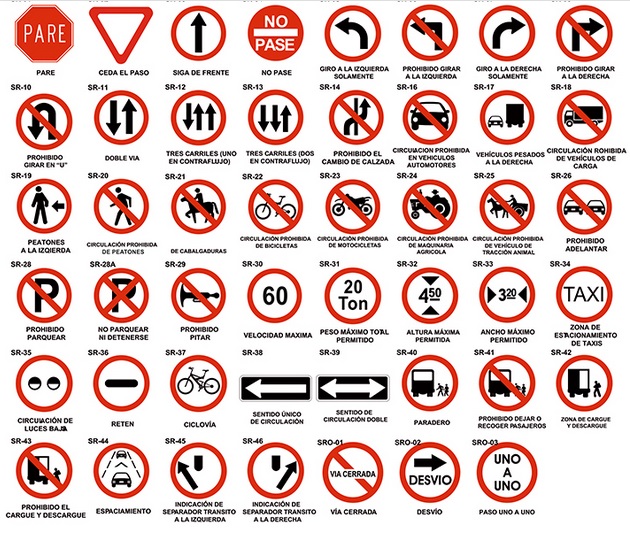 PARE
PARE
CEDA EL PASO
SIGA DE FRENTE
NO
PASE
NO PASE
GIRO A LA IZQUIERDA
SOLAMENTE
PROHIBIDO GIRAR
A LA IZQUIERDA
GIRO A LA DERECHA
SOLAMENTE
PROHIBIDO GIRAR
A LA DERECHA
SR-10
PROHIBIDO
GIRAR EN "U"
SR-11
DOBLE VIA
SR-12
TRES CARRILES (UNO
EN CONTRAFLUJO)
SR-13
TRES CARRILES (DOS
EN CONTRAFLUJO)
SR-14
PROHIBIDO EL
CAMBIO DE CALZADA
SR-16
CIRCUIACION PROHIBIDA
EN VEHICULOS
AUTOMOTORES
SR-17
VEHÍCULOS PESADOS
A LA DERECHA
SR-18
CIRCULACIÓN ROHIBIDA
DE VEHÍCULOS DE
CARGA
SR-19
PEATONES
A LA IZQUIERDA
SR-20
CIRCULACIÓN PROHIBIDA
DE PEATONES
SR-21
DE CABALGADURAS
SR-22
CIRCULACIÓN PROHIBIDA
DE BICICLETAS
SR-23
CIRCULACIÓN PROHIBIDA
DE MOTOCICLETAS
SR-24
CIRCULACIÓN PROHIBIDA
DE MAQUINARIA
AGRICOLA
SR-25
CIRCULACIÓN PROHIBIDA
DE VEHÍCULO DE
TRACCIÓN ANIMAL
SR-26
PROHIBIDO
ADELANTAR
SR-28
P
PROHIBIDO
PARQUEAR
SR-28A
P
NO PARQUEAR
NI DETENERSE
SR-29
PROHIBIDO
PITAR
SR-30
60
VELOCIDAD MAXIMA
SR-31
20
Ton
PESO MÁXIMO TOTAL
PERMITIDO
SR-32
4.50
ALTURA MÁXIMA
PERMITIDA
SR-33
3.20
ANCHO MÁXIMO
PERMITIDO
SR-34
TAXI
ZONA DE
ESTACIONAMIENTO
DE TAXIS
SR-35
CIRCULACIÓN DE
LUCES BAJA
SR-36
RETEN
SR-37
CICLOVÍA
SR-38
SENTIDO ÚNICO
DE CIRCULACIÓN
SR-39
SENTIDO DE
CIRCULACIÓN DOBLE
SR-40
PARADERO
SR-41
PROHIBIDO DEJAR O
RECOGER PASAJEROS
SR-42
ZONA DE CARGUE
Y DESCARGUE
SR-43
PROHIBIDO EL
CARGUE Y DESCARGUE
SR-44
ESPACIAMIENTO
SR-45
INDICACIÓN DE
SEPARADOR TRANSITO
A LA IZQUIERDA
SR-46
INDICACIÓN DE
SEPARADOR TRANSITO
A LA DERECHA
SRO-01
VIA CERRADA
VÍA CERRADA
SRO-02
DESVIO
DESVÍO
SRO-03
UNO
A
UNO
PASO UNO A UNO